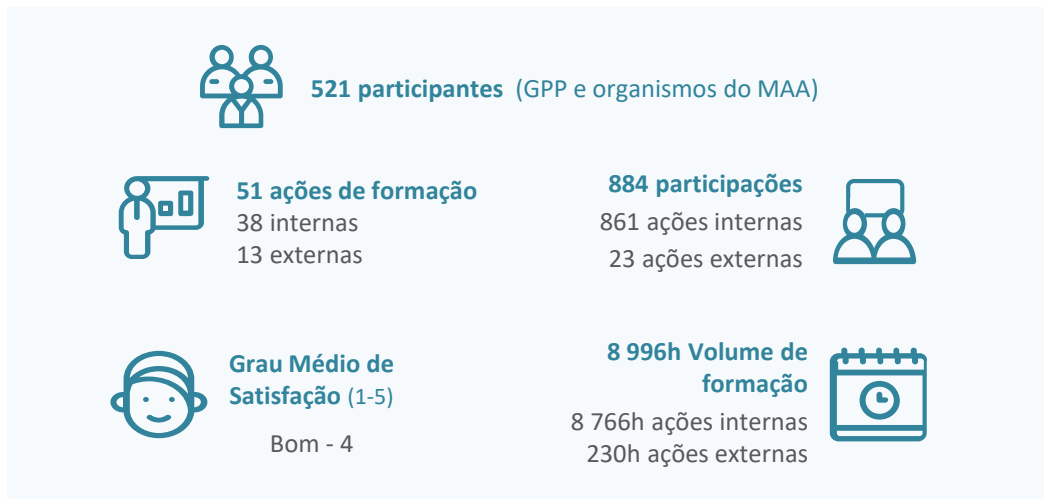 521 participantes (GPP e organismos do MAA)
51 ações de formação
38 internas
13 externas
884 participações
861 ações internas
23 ações externas
Grau Médio de
Satisfação (1-5)
Bom - 4
8 996h Volume de
formação
8 766h ações internas
230h ações externas